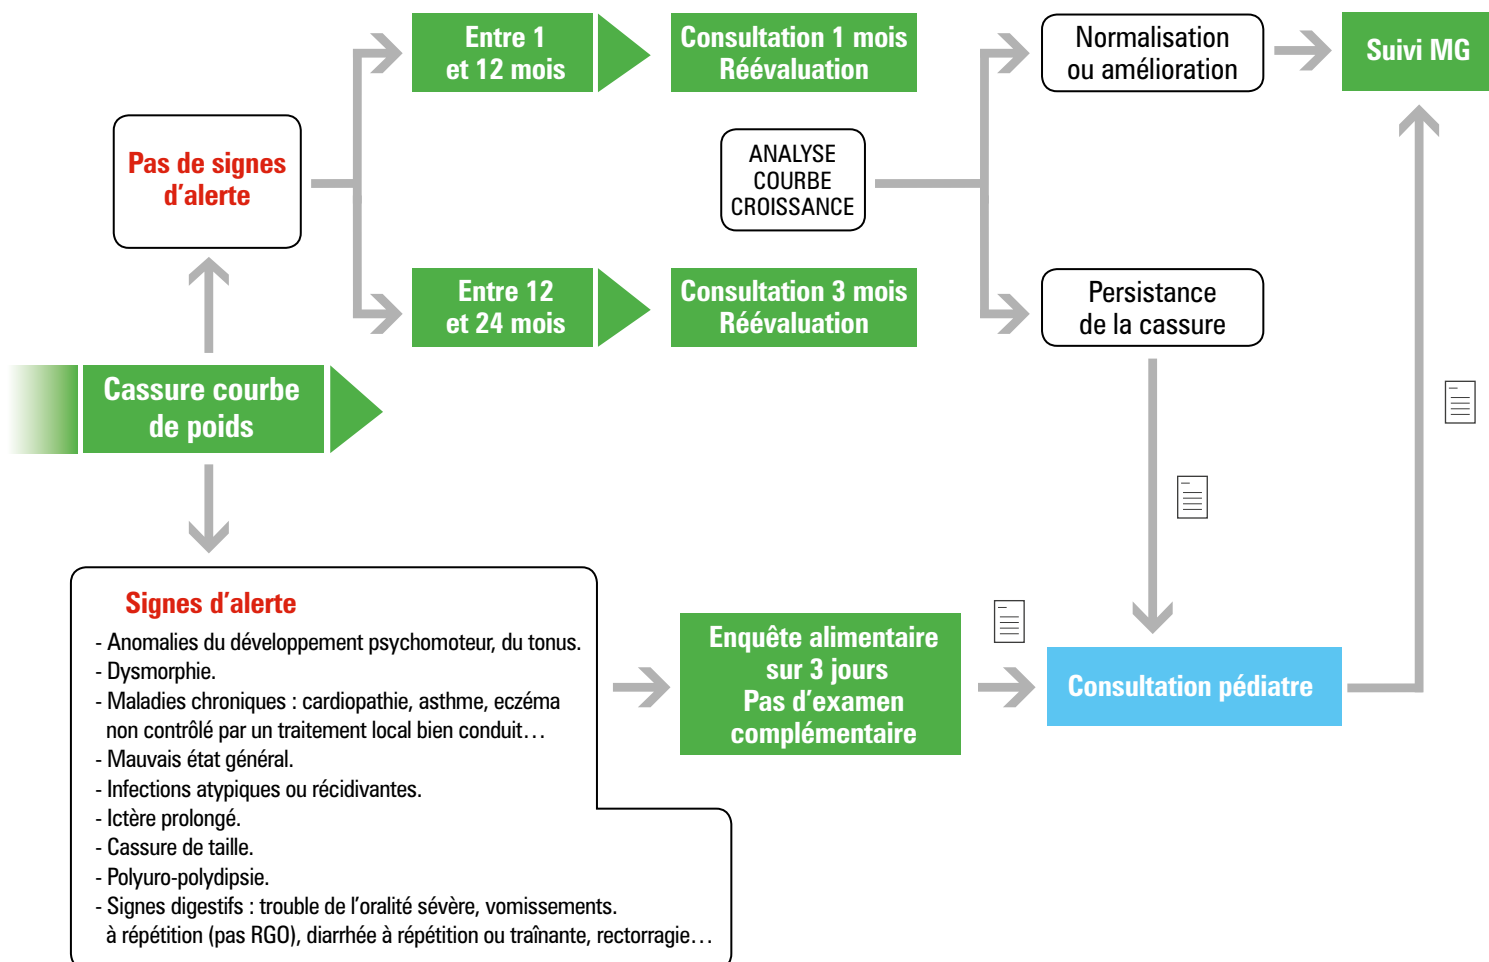 Entre 1
et 12 mois
Consultation 1 mois
Réévaluation
Normalisation
ou amélioration
Suivi MG
Pas de signes
d’alerte
ANALYSE
COURBE
CROISSANCE
Entre 12
et 24 mois
Consultation 3 mois
Réévaluation
Persistance
de la cassure
Cassure courbe
de poids
Signes d’alerte
- Anomalies du développement psychomoteur, du tonus.
- Dysmorphie.
- Maladies chroniques : cardiopathie, asthme, eczéma
non contrôlé par un traitement local bien conduit…
- Mauvais état général.
- Infections atypiques ou récidivantes.
- Ictère prolongé.
- Cassure de taille.
- Polyuro-polydipsie.
- Signes digestifs : trouble de l’oralité sévère, vomissements.
à répétition (pas RGO), diarrhée à répétition ou traînante, rectorragie…
Enquête alimentaire
sur 3 jours
Pas d’examen
complémentaire
Consultation pédiatre